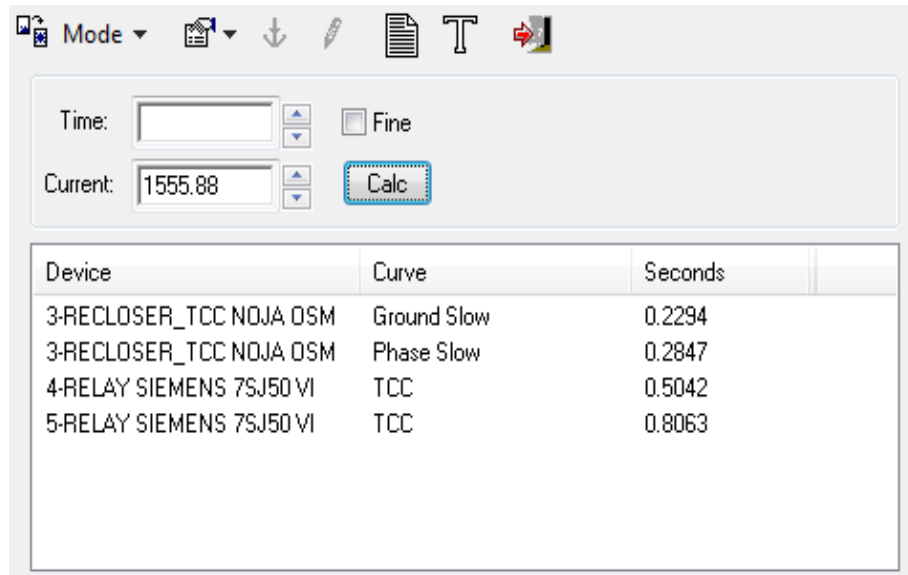 Mode
Time:
Fine
Current: 1555.88 Calc
Device Curve Seconds
3-RECLOSER_TCC NOJA OSM Ground Slow 0.2294
3-RECLOSER_TCC NOJA OSM Phase Slow 0.2847
4-RELAY SIEMENS 7SJ50 VI TCC 0.5042
5-RELAY SIEMENS 7SJ50 VI TCC 0.8063